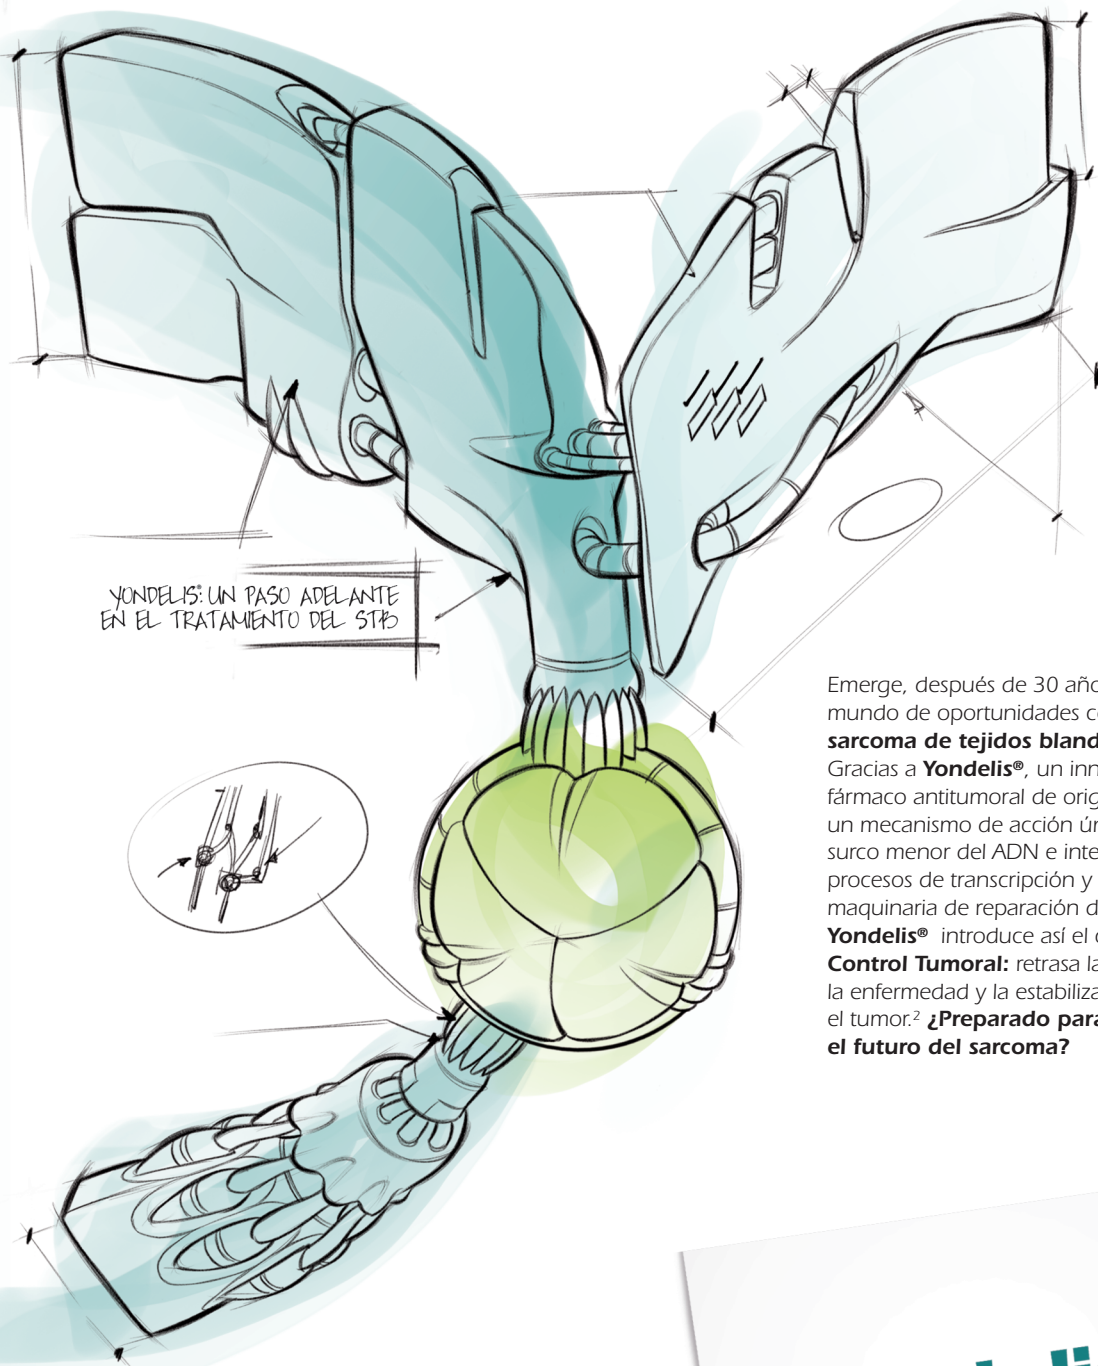 YONDELIS®: UN PASO ADELANTE
EN EL TRATAMIENTO DEL STB
Emerge, después de 30 año
mundo de oportunidades c
sarcoma de tejidos bland
Gracias a Yondelis®, un inn
fármaco antitumoral de orig
un mecanismo de acción ún
surco menor del ADN e inte
procesos de transcripción y
maquinaria de reparación d
Yondelis® introduce así el
Control Tumoral: retrasa la
la enfermedad y la estabiliza
el tumor.² ¿Preparado para
el futuro del sarcoma?